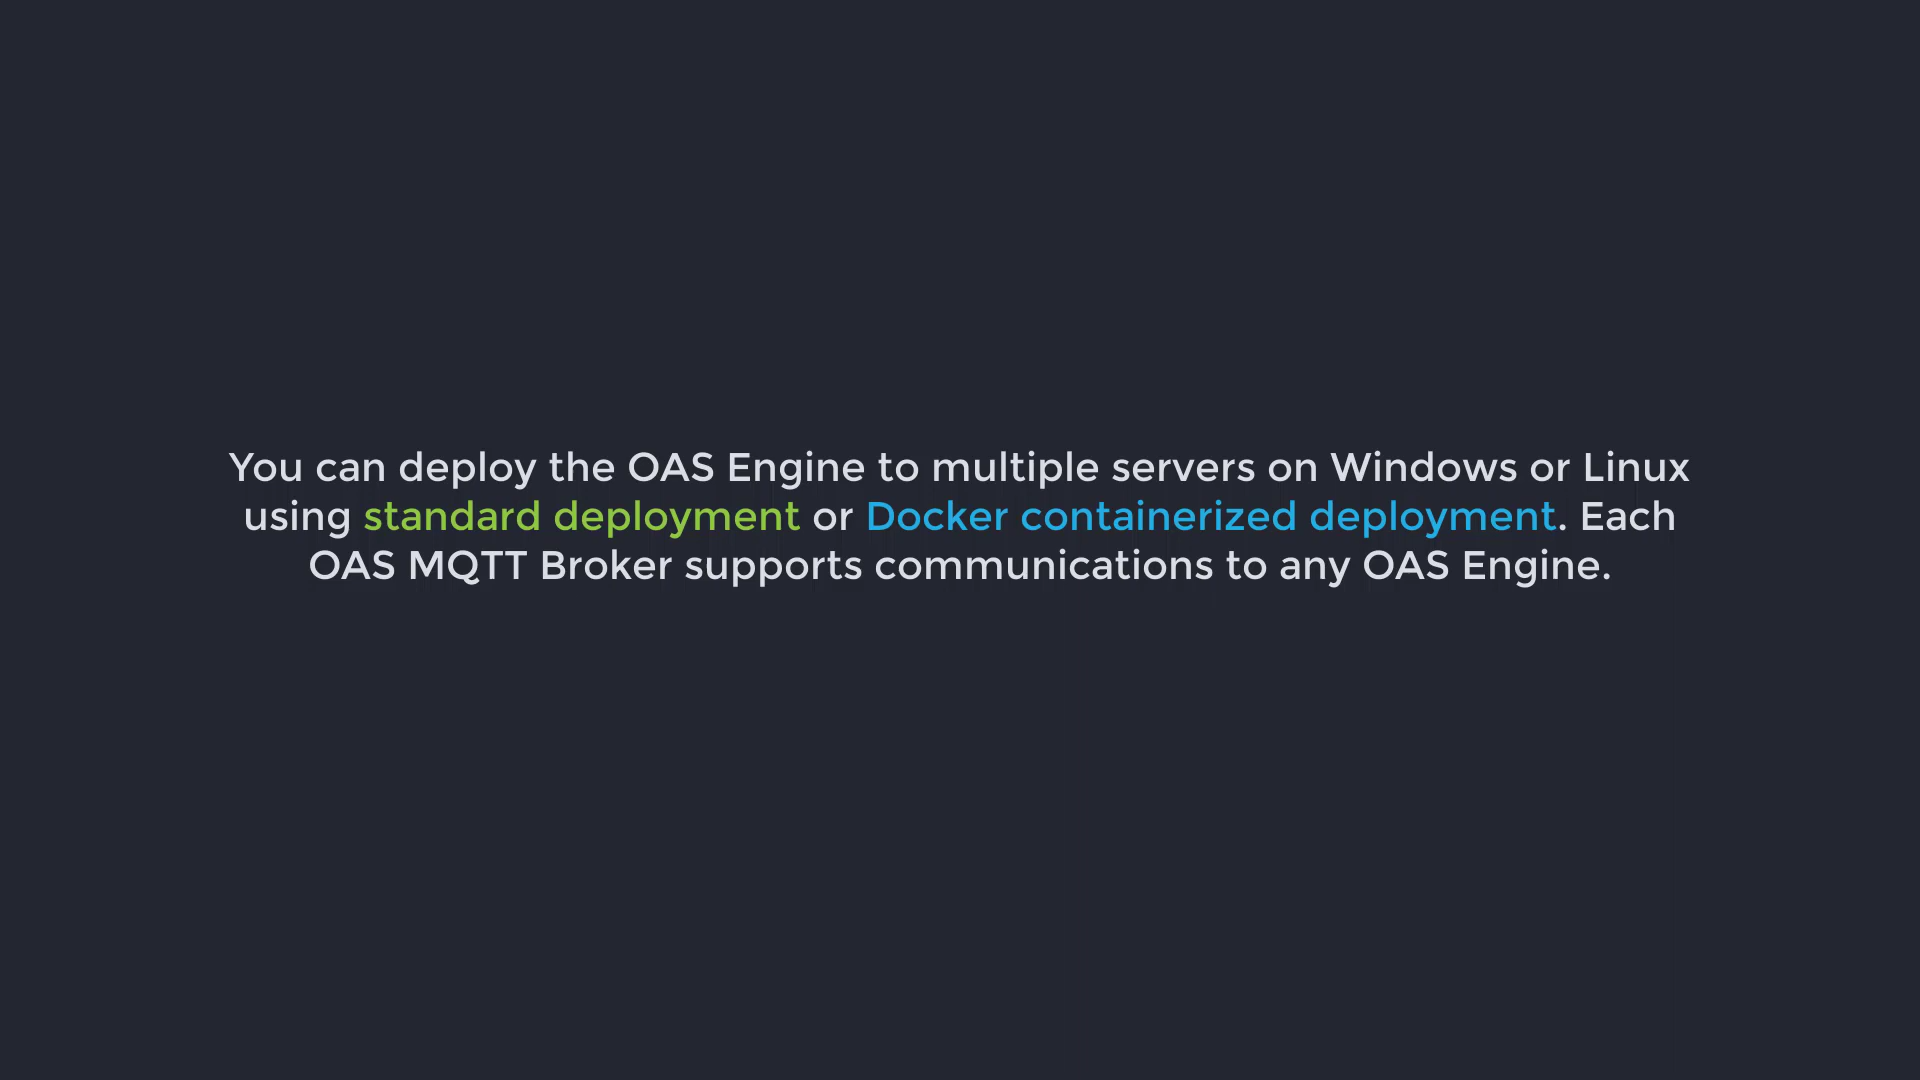 You can deploy the OAS Engine to multiple servers on Windows or Linux
using standard deployment or Docker containerized deployment. Each
OAS MQTT Broker supports communications to any OAS Engine.